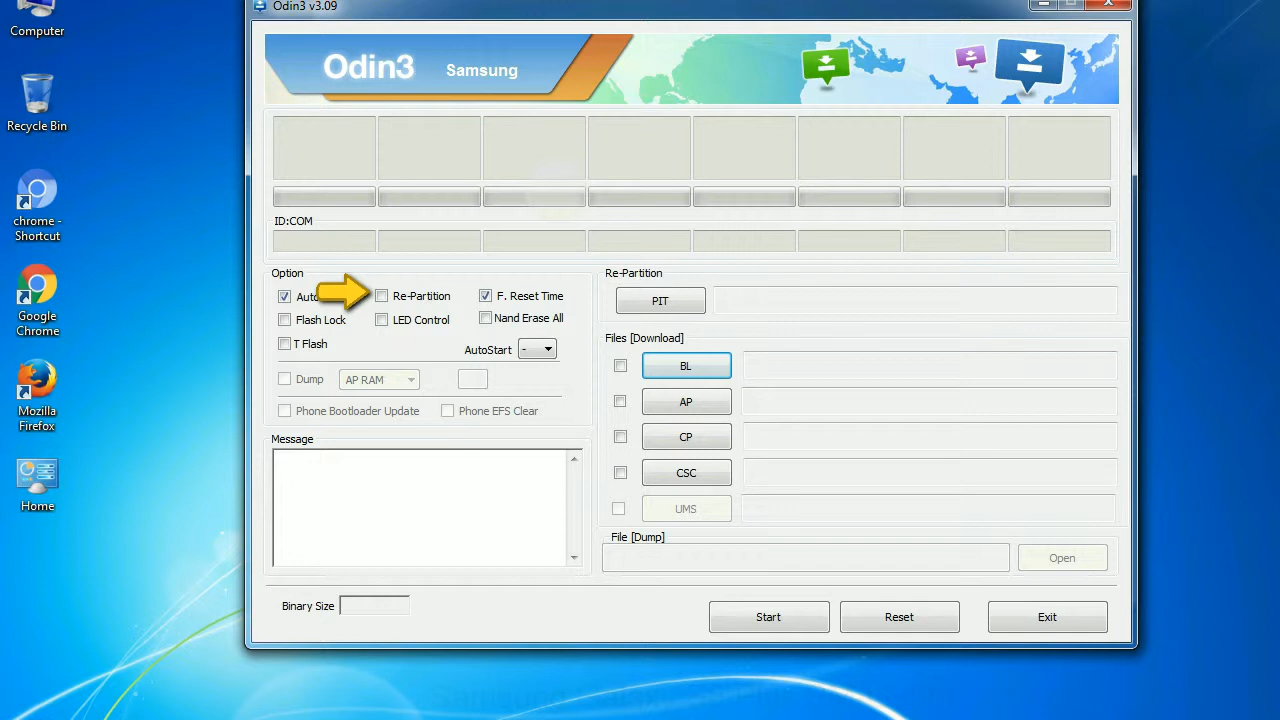 Odin3 v3.09
Computer
Recycle Bin
chrome -
Shortcut
Google
Chrome
Mozilla
Firefox
Home
Odin3 Samsung
ID:COM
Option
Auto
Re-Partition
F. Reset Time
Flash Lock
LED Control
Nand Erase All
T Flash
AutoStart -
Dump
AP RAM
Phone Bootloader Update
Phone EFS Clear
Message
Re-Partition
PIT
Files [Download]
BL
AP
CP
CSC
UMS
File [Dump]
Open
Binary Size
Start
Reset
Exit